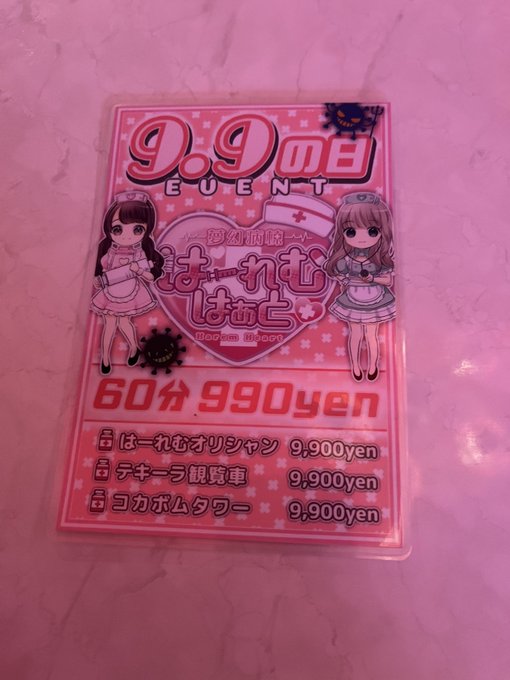 9.9の日
EVENT
夢幻病棟
はーれむ
はぁと
Harem Heart
60分 990yen
はーれむオリシャン 9,900yen
テキーラ観覧車 9,900yen
コカボムタワー 9,900yen